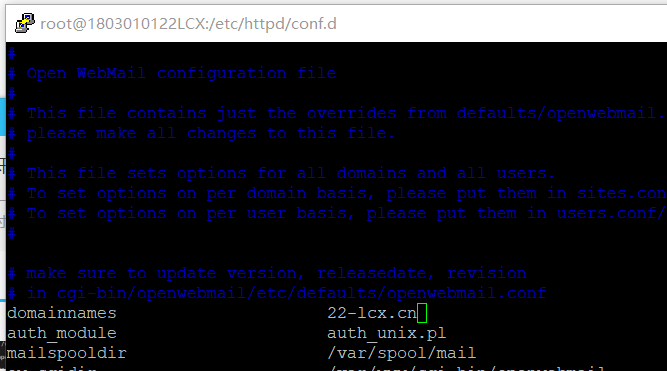 root@1803010122LCX:/etc/httpd/conf.d
#
# Open WebMail configuration file
#
# This file contains just the overrides from defaults/openwebmail.
# please make all changes to this file.
#
# This file sets options for all domains and all users.
# To set options on per domain basis, please put them in sites.con
# To set options on per user basis, please put them in users.conf/
#
# make sure to update version, releasedate, revision
# in cgi-bin/openwebmail/etc/defaults/openwebmail.conf
domainnames 22-lcx.cn
auth_module auth_unix.pl
mailspooldir /var/spool/mail